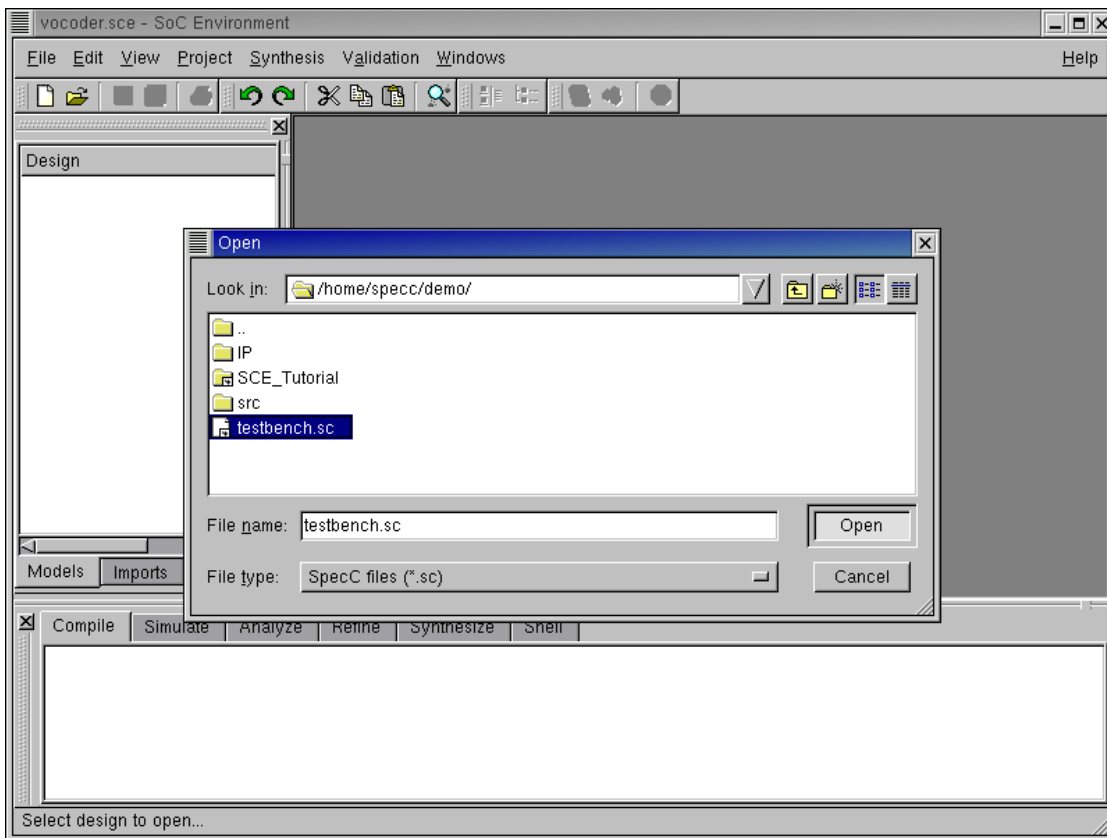 vocoder.sce - SoC Environment
File Edit View Project Synthesis Validation Windows Help
Design
Open
Look in: /home/specc/demo/
..
IP
SCE_Tutorial
src
testbench.sc
File name: testbench.sc Open
File type: SpecC files (*.sc) Cancel
Models Imports
Compile Simulate Analyze Refine Synthesize Shell
Select design to open...